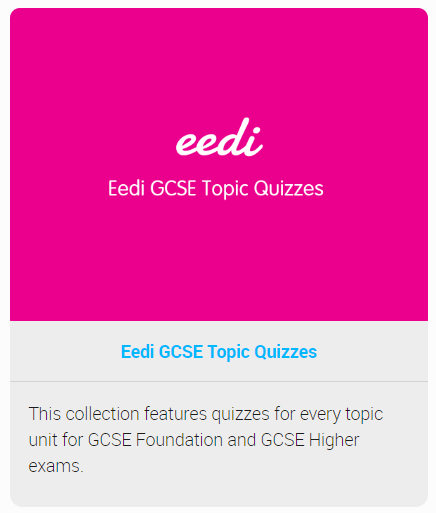 eedi
Eedi GCSE Topic Quizzes
Eedi GCSE Topic Quizzes
This collection features quizzes for every topic
unit for GCSE Foundation and GCSE Higher
exams.